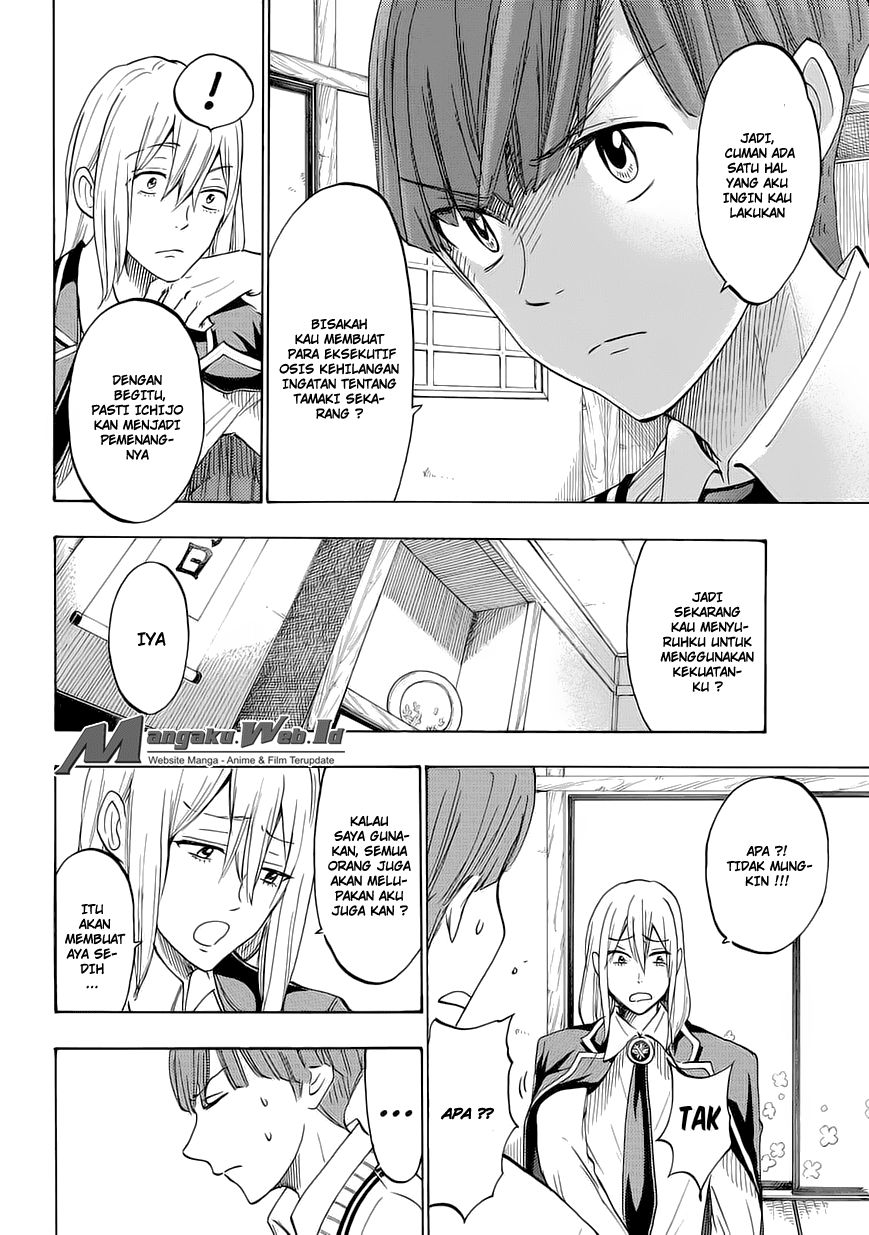 JADI,
CUMAN ADA
SATU HAL
YANG AKU
INGIN KAU
LAKUKAN
BISAKAH
KAU MEMBUAT
PARA EKSEKUTIF
OSIS KEHILANGAN
INGATAN TENTANG
TAMAKI SEKA-
RANG ?
!
DENGAN
BEGITU,
PASTI ICHIJO
KAN MENJADI
PEMENANG-
NYA
JADI
SEKARANG
KAU MENYU-
RUHKU UNTUK
MENGGUNAKAN
KEKUATAN-
KU ?
IYA
Mangaku.Web.Id
Website Manga - Anime & Film Terupdate
APA ?!
TIDAK MUNG-
KIN !!!
TAK
APA ??
KALAU
SAYA GUNA-
KAN, SEMUA
ORANG JUGA
AKAN MELU-
PAKAN AKU
JUGA KAN ?
ITU
AKAN
MEMBUAT
AYA SE-
DIH
...
...